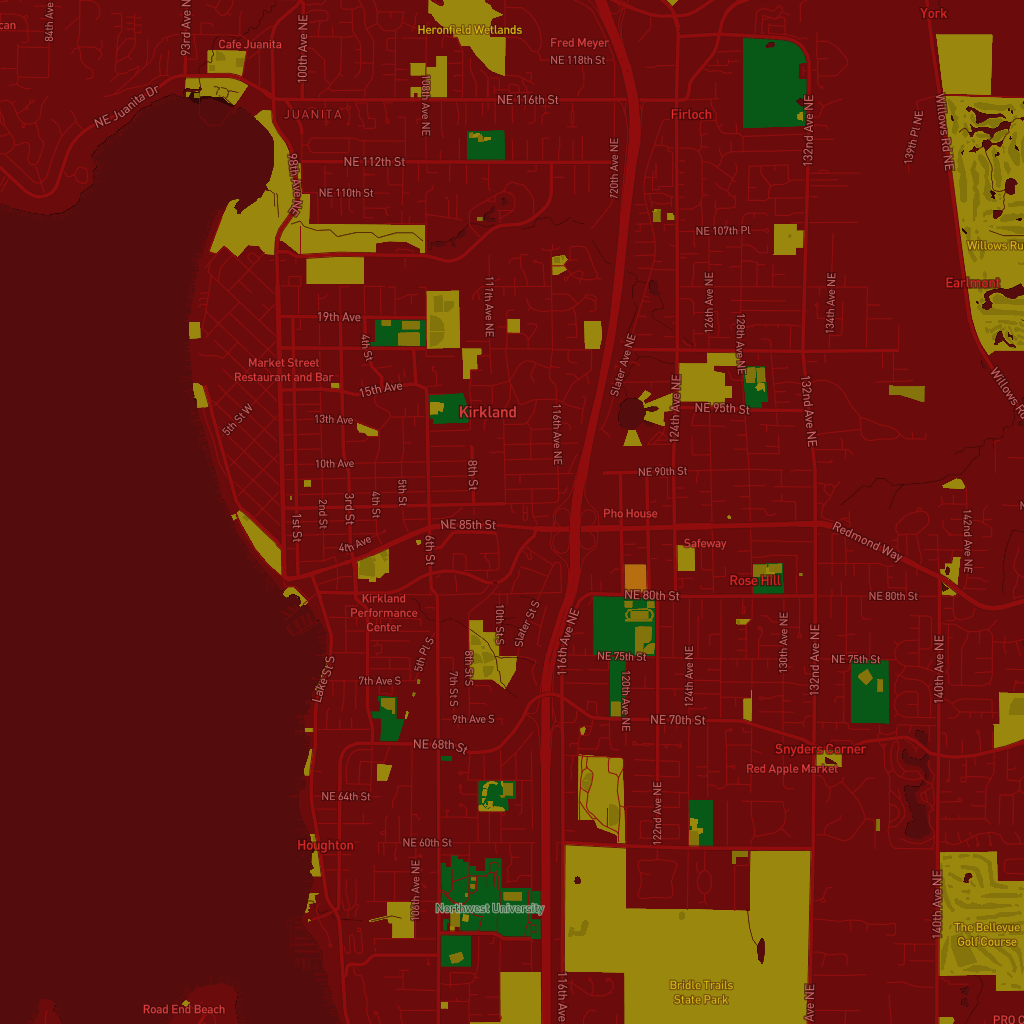 84th Ave
can
93rd Ave NE
100th Ave NE
Cafe Juanita
Heronfield Wetlands
Fred Meyer
NE 118th St
York
NE Juanita Dr
JUANITA
108th Ave NE
NE 116th St
Firloch
132nd Ave NE
139th Pl NE
Willows Rd NE
98th Ave NE
NE 112th St
NE 110th St
720th Ave NE
NE 107th Pl
Willows Ru
Earlmont
19th Ave
4th St
111th Ave NE
126th Ave NE
128th Ave NE
134th Ave NE
Market Street
Restaurant and Bar
15th Ave
Slater Ave NE
Willows Ro
5th St W
13th Ave
Kirkland
116th Ave NE
124th Ave NE
NE 95th St
132nd Ave NE
10th Ave
8th St
NE 90th St
1st St
2nd St
3rd St
4th St
5th St
4th Ave
6th St
NE 85th St
Pho House
Safeway
Redmond Way
142nd Ave NE
Rose Hill
NE 80th St
NE 80th St
Kirkland
Performance
Center
10th St S
Slater St S
116th Ave NE
Lake St S
5th Pl S
8th St S
7th St S
7th Ave S
9th Ave S
NE 75th St
120th Ave NE
124th Ave NE
130th Ave NE
132nd Ave NE
NE 75th St
140th Ave NE
NE 70th St
NE 68th St
Snyders Corner
Red Apple Market
NE 64th St
122nd Ave NE
Houghton
NE 60th St
106th Ave NE
Northwest University
140th Ave NE
The Bellevue
Golf Course
Bridle Trails
State Park
116th Ave
Ave NE
Road End Beach
PRO C